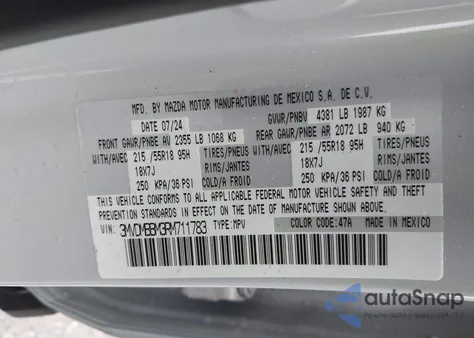 MFD. BY MAZDA MOTOR MANUFACTURING DE MEXICO S.A. DE C.V.
DATE 07/24 GVWR/PNBV 4381 LB 1987 KG
FRONT GAWR/PNBE AV 2355 LB 1068 KG REAR GAWR/PNBE AR 2072 LB 940 KG
WITH/AVEC 215 /55R18 95H TIRES/PNEUS WITH/AVEC 215 /55R18 95H TIRES/PNEUS
18X7J RIMS/JANTES 18X7J RIMS/JANTES
250 KPA/36 PSI COLD/A FROID 250 KPA/36 PSI COLD/A FROID
THIS VEHICLE CONFORMS TO ALL APPLICABLE FEDERAL MOTOR VEHICLE SAFETY AND THEFT
PREVENTION STANDARDS IN EFFECT ON THE DATE OF MANUFACTURE SHOWN ABOVE.
VIN: 3MVDMBBM3RM711783 TYPE: MPV COLOR CODE:47A MADE IN MEXICO
autoSnap
Power autosnap.USA LTD